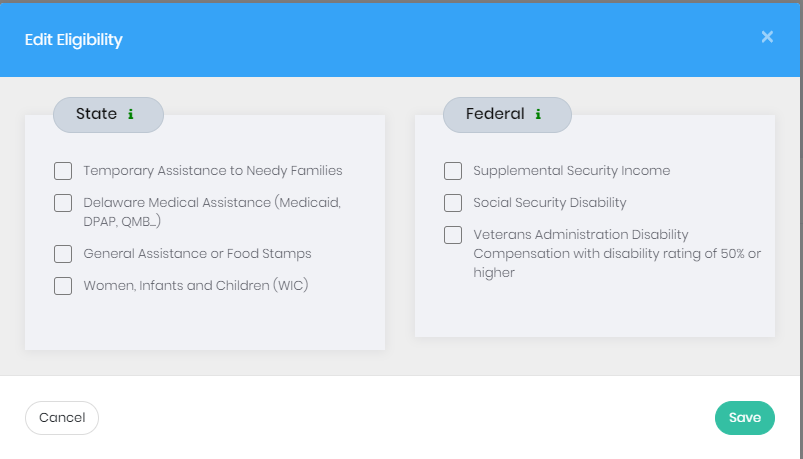 Edit Eligibility
×
State i
Temporary Assistance to Needy Families
Delaware Medical Assistance (Medicaid,
DPAP, QMB...)
General Assistance or Food Stamps
Women, Infants and Children (WIC)
Federal i
Supplemental Security Income
Social Security Disability
Veterans Administration Disability
Compensation with disability rating of 50% or
higher
Cancel
Save